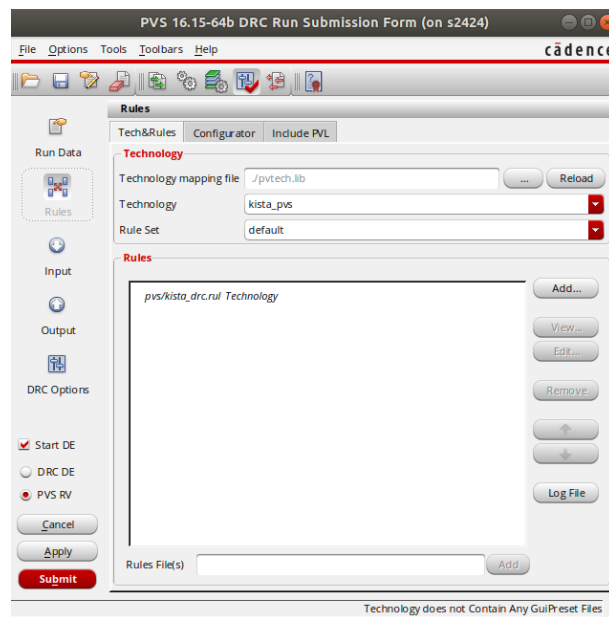 PVS 16.15-64b DRC Run Submission Form (on s2424)
File Options Tools Toolbars Help
cādence
Rules
Run Data
Rules
Input
Output
DRC Options
Start DE
DRC DE
PVS RV
Cancel
Apply
Submit
Tech&Rules Configurator Include PVL
Technology
Technology mapping file ./pvtech.lib ... Reload
Technology kista_pvs
Rule Set default
Rules
pvs/kista_drc.rul Technology
Add...
View...
Edit...
Remove
Log File
Rules File(s) Add
Technology does not Contain Any GuiPreset Files